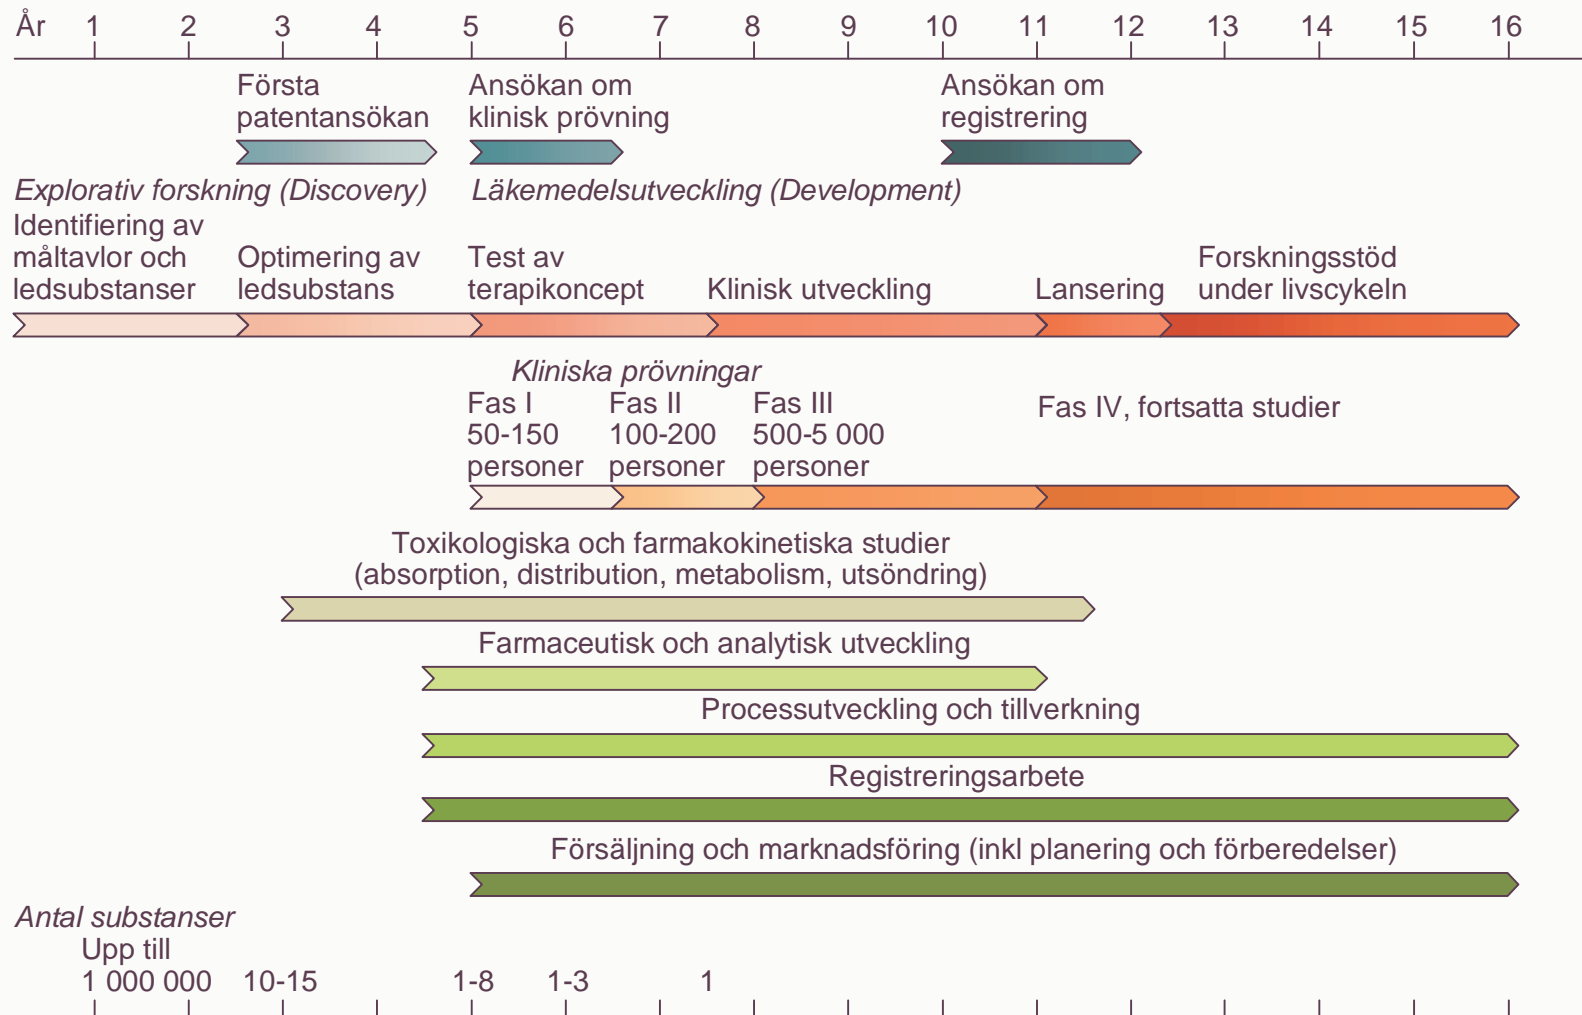 År 1 2 3 4 5 6 7 8 9 10 11 12 13 14 15 16
Första
patentansökan
Ansökan om
klinisk prövning
Ansökan om
registrering
Explorativ forskning (Discovery)
Läkemedelsutveckling (Development)
Identifiering av
måltavlor och
ledsubstanser
Optimering av
ledsubstans
Test av
terapikoncept
Klinisk utveckling
Lansering
Forskningsstöd
under livscykeln
Kliniska prövningar
Fas I
50-150
personer
Fas II
100-200
personer
Fas III
500-5 000
personer
Fas IV, fortsatta studier
Toxikologiska och farmakokinetiska studier
(absorption, distribution, metabolism, utsöndring)
Farmaceutisk och analytisk utveckling
Processutveckling och tillverkning
Registreringsarbete
Försäljning och marknadsföring (inkl planering och förberedelser)
Antal substanser
Upp till
1 000 000 10-15 1-8 1-3 1